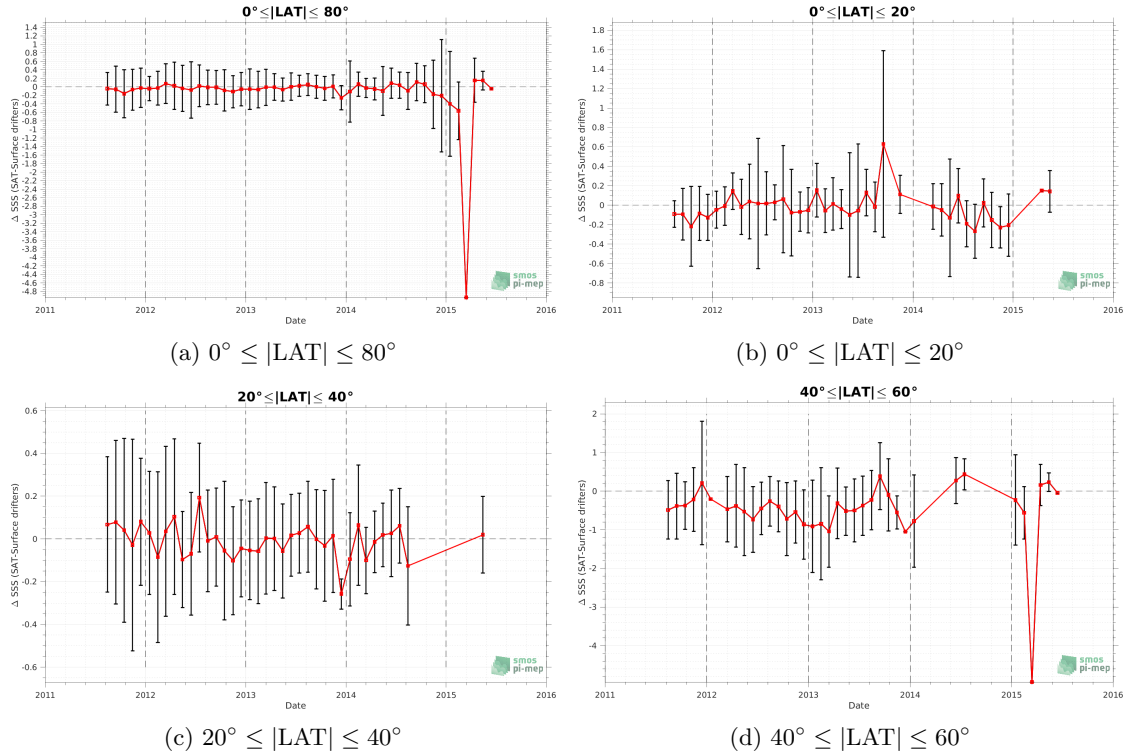 0°≤|LAT|≤ 80°
Δ SSS (SAT-Surface drifters)
1.4
1.2
1
0.8
0.6
0.4
0.2
0
-0.2
-0.4
-0.6
-0.8
-1
-1.2
-1.4
-1.6
-1.8
-2
-2.2
-2.4
-2.6
-2.8
-3
-3.2
-3.4
-3.6
-3.8
-4
-4.2
-4.4
-4.6
-4.8
smos
pi-mep
2011 2012 2013 2014 2015 2016
Date
(a) 0° ≤ |LAT| ≤ 80°
0°≤|LAT|≤ 20°
Δ SSS (SAT-Surface drifters)
1.8
1.6
1.4
1.2
1
0.8
0.6
0.4
0.2
0
-0.2
-0.4
-0.6
-0.8
smos
pi-mep
2011 2012 2013 2014 2015 2016
Date
(b) 0° ≤ |LAT| ≤ 20°
20°≤|LAT|≤ 40°
Δ SSS (SAT-Surface drifters)
0.6
0.4
0.2
0
-0.2
-0.4
-0.6
smos
pi-mep
2011 2012 2013 2014 2015 2016
Date
(c) 20° ≤ |LAT| ≤ 40°
40°≤|LAT|≤ 60°
Δ SSS (SAT-Surface drifters)
2
1
0
-1
-2
-4
smos
pi-mep
2011 2012 2013 2014 2015 2016
Date
(d) 40° ≤ |LAT| ≤ 60°